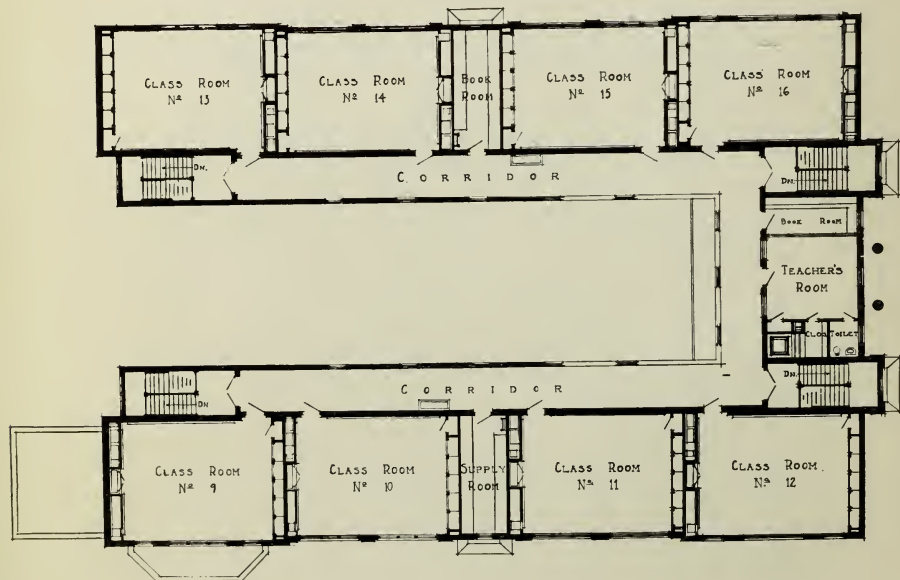 CLASS ROOM
Nº 13
CLASS ROOM
Nº 14
BOOK
ROOM
CLASS ROOM
Nº 15
CLASS ROOM
Nº 16
DN.
CORRIDOR
DN.
BOOK ROOM
TEACHER'S
ROOM
CLOS.
TOILET
DN.
CORRIDOR
DN
CLASS ROOM
Nº 9
CLASS ROOM
Nº 10
SUPPLY
ROOM
CLASS ROOM
Nº 11
CLASS ROOM
Nº 12